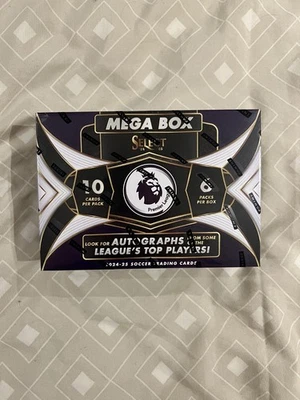 MEGA BOX
SELECT
10
CARDS
PER PACK
6
PACKS
PER BOX
Premier League
LOOK FOR AUTOGRAPHS FROM SOME OF THE
LEAGUE'S TOP PLAYERS!
2024-25 SOCCER TRADING CARDS